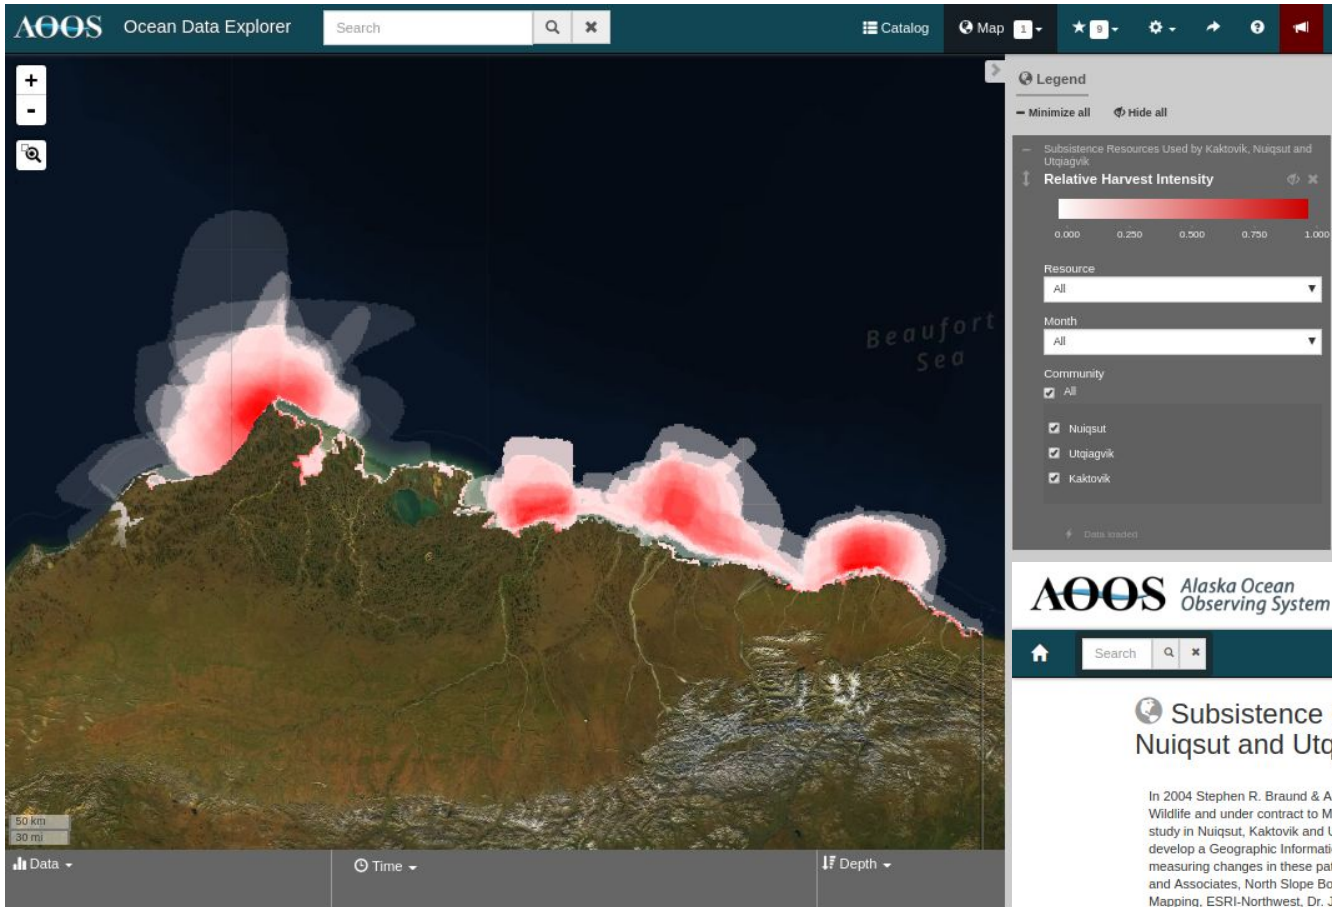 AOOS Ocean Data Explorer Search Catalog Map 1 9
+
-
Legend
Minimize all Hide all
Subsistence Resources Used by Kaktovik, Nuiqsut and
Utqiagvik
Relative Harvest Intensity
0.000 0.250 0.500 0.750 1.000
Resource
All
Month
All
Community
All
Nuiqsut
Utqiagvik
Kaktovik
Data loaded
Beaufort
Sea
50 km
30 mi
Data Time Depth
AOOS Alaska Ocean
Observing System
Search
Subsistence
Nuiqsut and Utq
In 2004 Stephen R. Braund & A
Wildlife and under contract to M
study in Nuiqsut, Kaktovik and U
develop a Geographic Informati
measuring changes in these pat
and Associates, North Slope Bo
Mapping, ESRI-Northwest, Dr. J